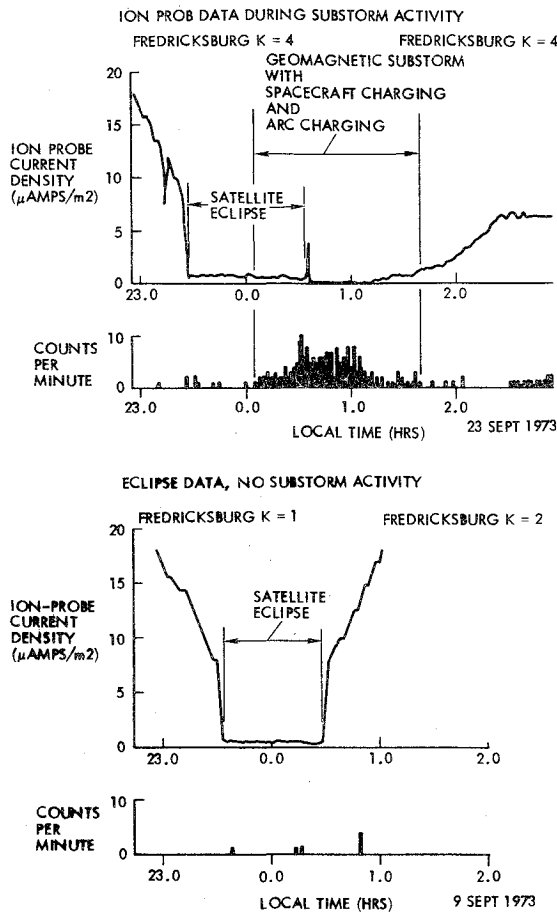 ION PROB DATA DURING SUBSTORM ACTIVITY
FREDRICKSBURG K = 4
FREDRICKSBURG K = 4
GEOMAGNETIC SUBSTORM
WITH
SPACECRAFT CHARGING
AND
ARC CHARGING
ION PROBE
CURRENT
DENSITY
(μAMPS/m2)
20
15
10
5
0
SATELLITE
ECLIPSE
23.0
0.0
1.0
2.0
COUNTS
PER
MINUTE
10
0
23.0
0.0
1.0
2.0
LOCAL TIME (HRS)
23 SEPT 1973
ECLIPSE DATA, NO SUBSTORM ACTIVITY
FREDRICKSBURG K = 1
FREDRICKSBURG K = 2
ION-PROBE
CURRENT
DENSITY
(μAMPS/m2)
20
15
10
5
0
SATELLITE
ECLIPSE
23.0
0.0
1.0
2.0
COUNTS
PER
MINUTE
10
0
23.0
0.0
1.0
2.0
LOCAL TIME (HRS)
9 SEPT 1973